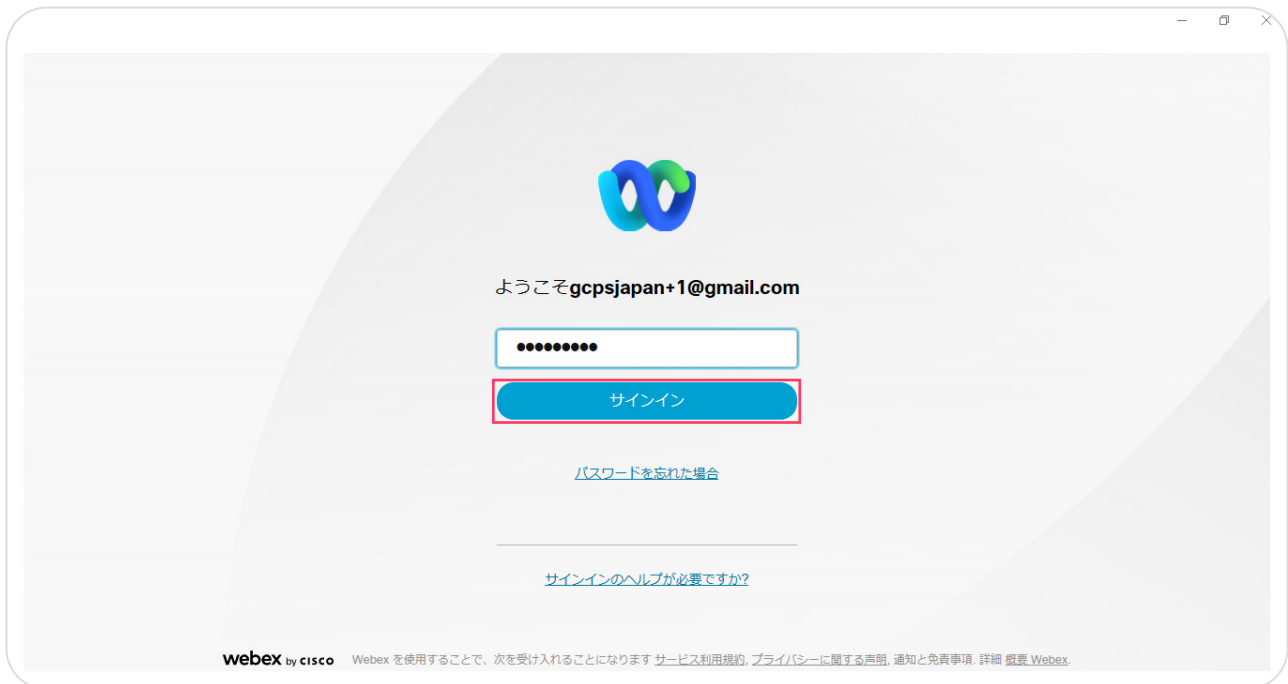 ようこそgcpsjapan+1@gmail.com
●●●●●●●●●
サインイン
パスワードを忘れた場合
サインインのヘルプが必要ですか?
webex by CISCO Webex を使用することで、次を受け入れることになります サービス利用規約, プライバシーに関する声明, 通知と免責事項. 詳細 概要 Webex.